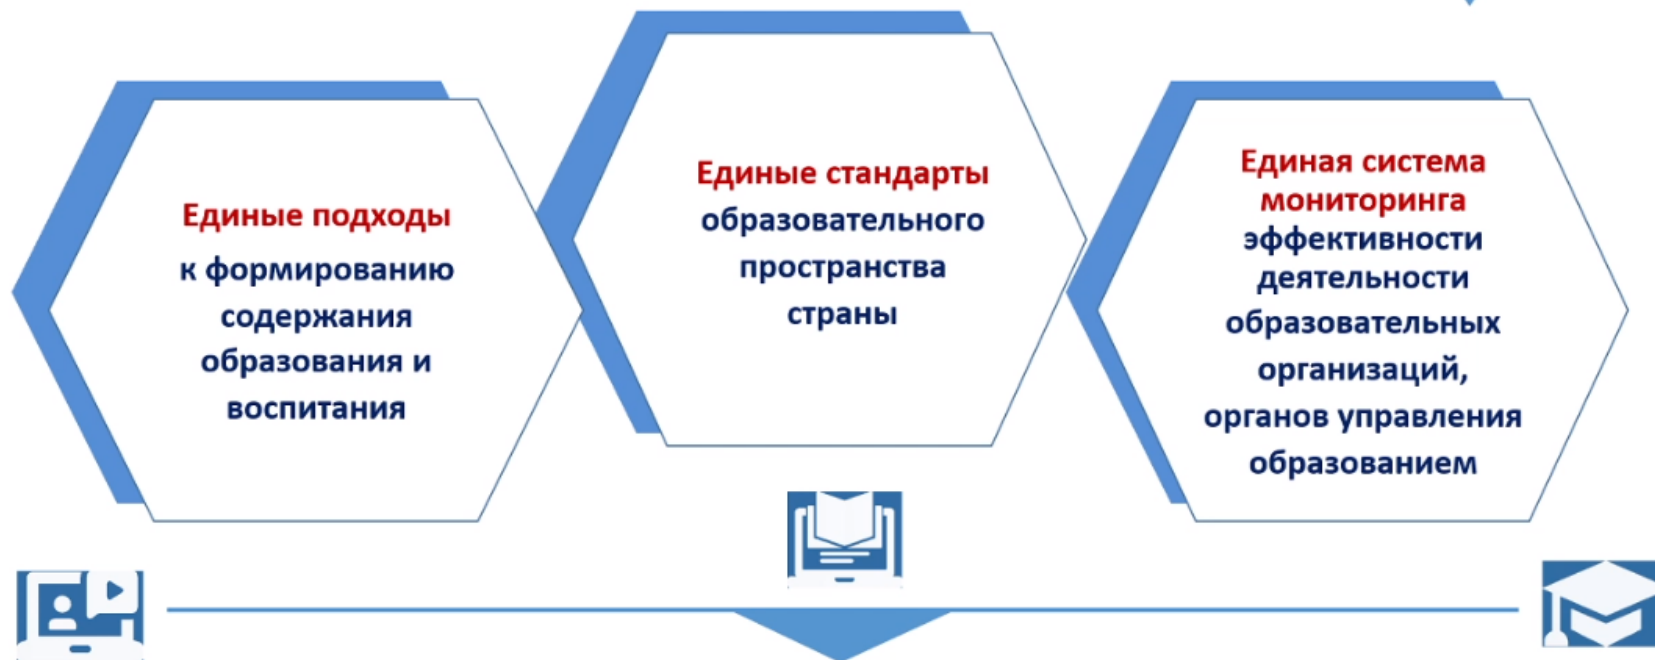 Единые подходы
к формированию
содержания
образования и
воспитания
Единые стандарты
образовательного
пространства
страны
Единая система
мониторинга
эффективности
деятельности
образовательных
организаций,
органов управления
образованием